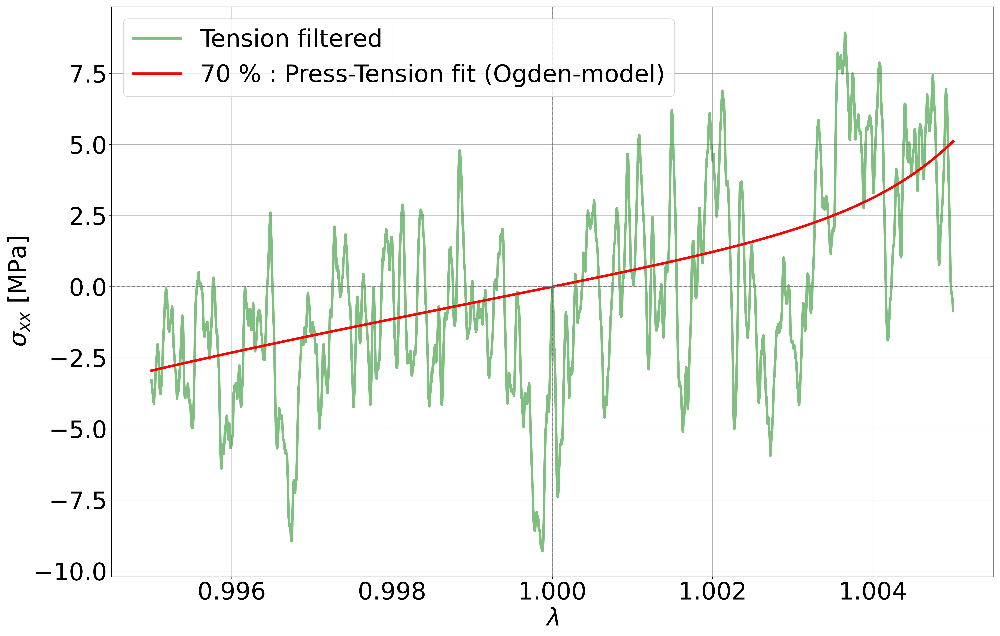 Tension filtered
70 % : Press-Tension fit (Ogden-model)
σxx [MPa]
7.5
5.0
2.5
0.0
−2.5
−5.0
−7.5
−10.0
0.996 0.998 1.000 1.002 1.004
λ